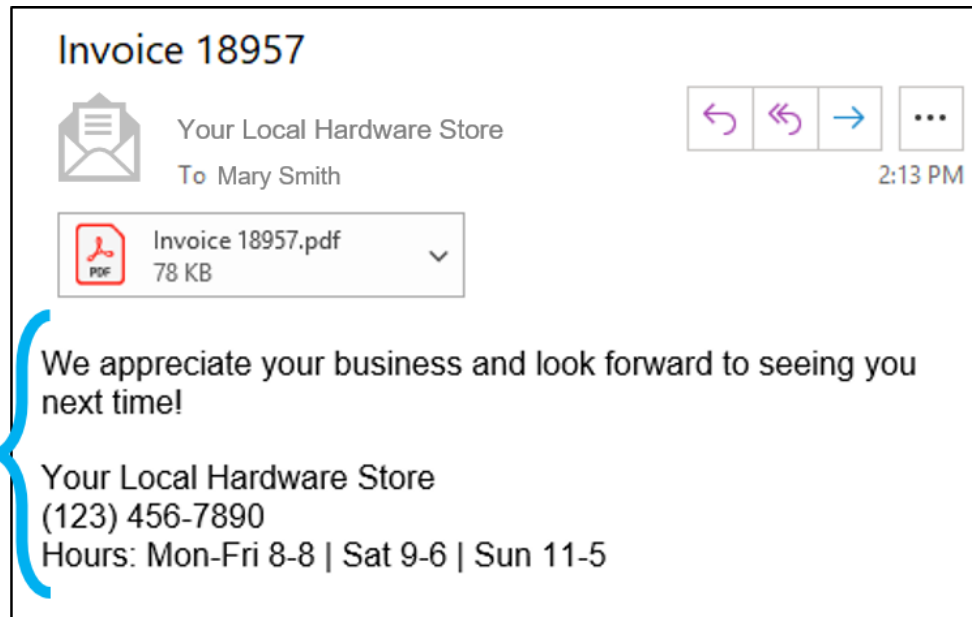 Invoice 18957
Your Local Hardware Store
To Mary Smith
2:13 PM
Invoice 18957.pdf
PDF
78 KB
We appreciate your business and look forward to seeing you
next time!
Your Local Hardware Store
(123) 456-7890
Hours: Mon-Fri 8-8 | Sat 9-6 | Sun 11-5